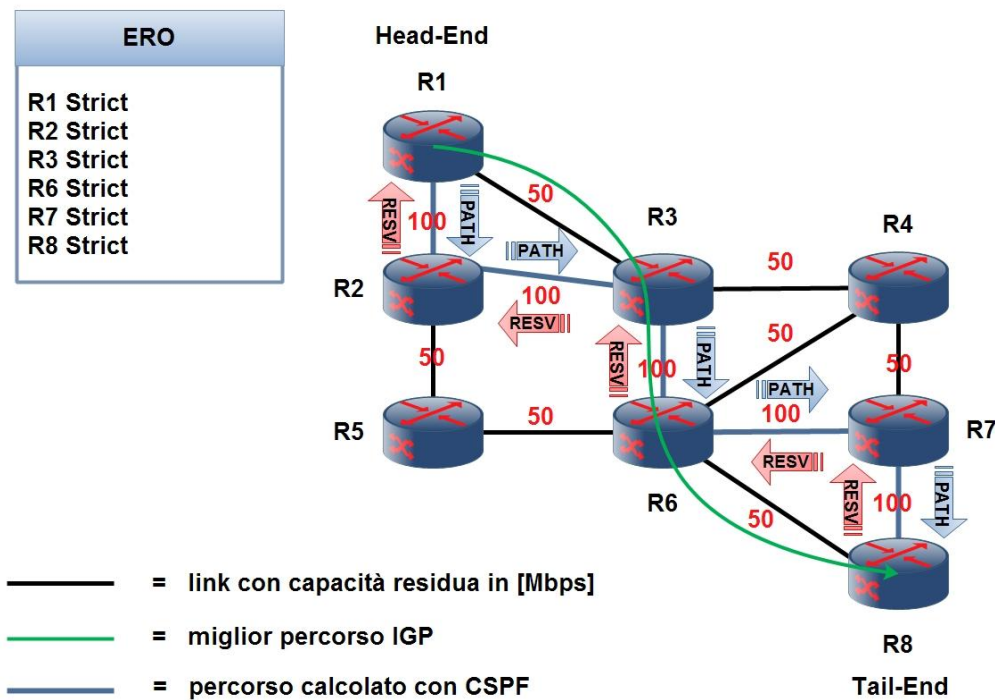 ERO
R1 Strict
R2 Strict
R3 Strict
R6 Strict
R7 Strict
R8 Strict
Head-End
R1
50
RESV
100
PATH
R3
R4
PATH
50
R2
100
RESV
50
50
RESV
100
PATH
50
PATH
100
R5
50
R7
RESV
RESV
100
PATH
R6
50
R8
Tail-End
= link con capacità residua in [Mbps]
= miglior percorso IGP
= percorso calcolato con CSPF